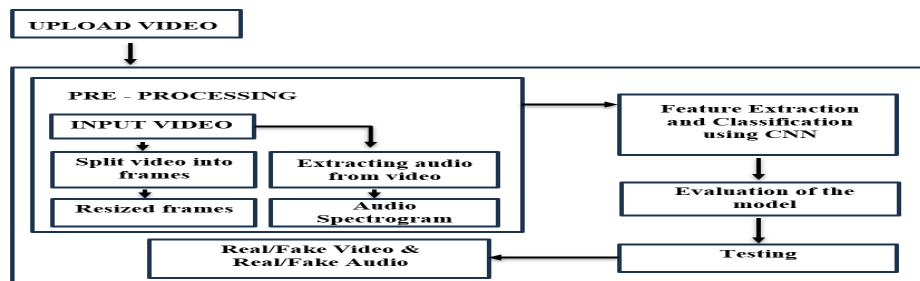 UPLOAD VIDEO
PRE - PROCESSING
INPUT VIDEO
Split video into
frames
Resized frames
Extracting audio
from video
Audio
Spectrogram
Feature Extraction
and Classification
using CNN
Evaluation of the
model
Testing
Real/Fake Video &
Real/Fake Audio